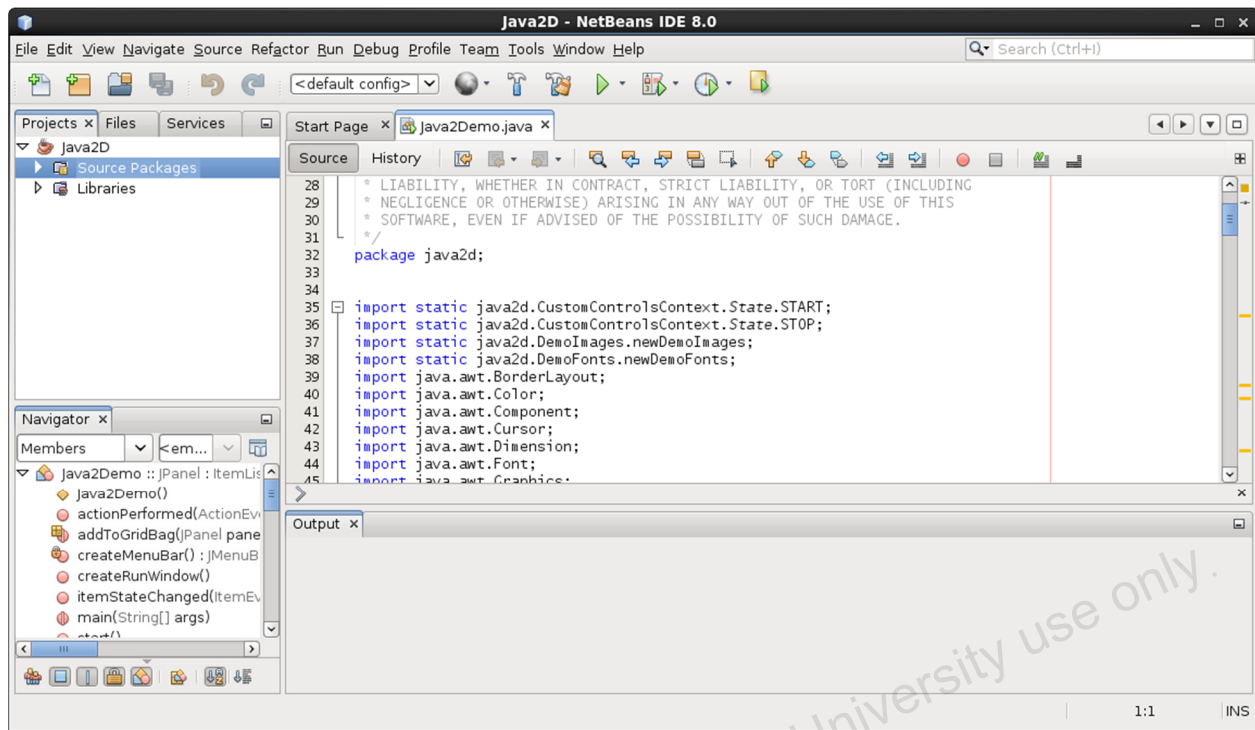 Java2D - NetBeans IDE 8.0
File Edit View Navigate Source Refactor Run Debug Profile Team Tools Window Help
Search (Ctrl+I)
<default config>
Projects Files Services
Java2D
Source Packages
Libraries
Start Page Java2Demo.java
Source History
28 * LIABILITY, WHETHER IN CONTRACT, STRICT LIABILITY, OR TORT (INCLUDING
29 * NEGLIGENCE OR OTHERWISE) ARISING IN ANY WAY OUT OF THE USE OF THIS
30 * SOFTWARE, EVEN IF ADVISED OF THE POSSIBILITY OF SUCH DAMAGE.
31 */
32 package java2d;
33
34
35 import static java2d.CustomControlsContext.State.START;
36 import static java2d.CustomControlsContext.State.STOP;
37 import static java2d.DemoImages.newDemoImages;
38 import static java2d.DemoFonts.newDemoFonts;
39 import java.awt.BorderLayout;
40 import java.awt.Color;
41 import java.awt.Component;
42 import java.awt.Cursor;
43 import java.awt.Dimension;
44 import java.awt.Font;
45 import java.awt.Graphics;
Navigator
Members <em...
Java2Demo :: JPanel : ItemLis
Java2Demo()
actionPerformed(ActionEv
addToGridBag(JPanel pane
createMenuBar() : JMenuB
createRunWindow()
itemStateChanged(ItemEv
main(String[] args)
start()
Output
University use only.
1:1 INS